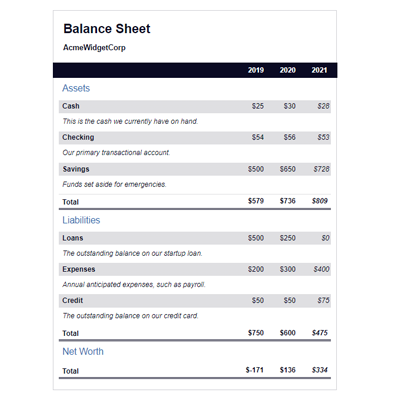 Balance Sheet
AcmeWidgetCorp
2019 2020 2021
Assets
Cash $25 $30 $28
This is the cash we currently have on hand.
Checking $54 $56 $53
Our primary transactional account.
Savings $500 $650 $728
Funds set aside for emergencies.
Total $579 $736 $809
Liabilities
Loans $500 $250 $0
The outstanding balance on our startup loan.
Expenses $200 $300 $400
Annual anticipated expenses, such as payroll.
Credit $50 $50 $75
The outstanding balance on our credit card.
Total $750 $600 $475
Net Worth
Total $-171 $136 $334